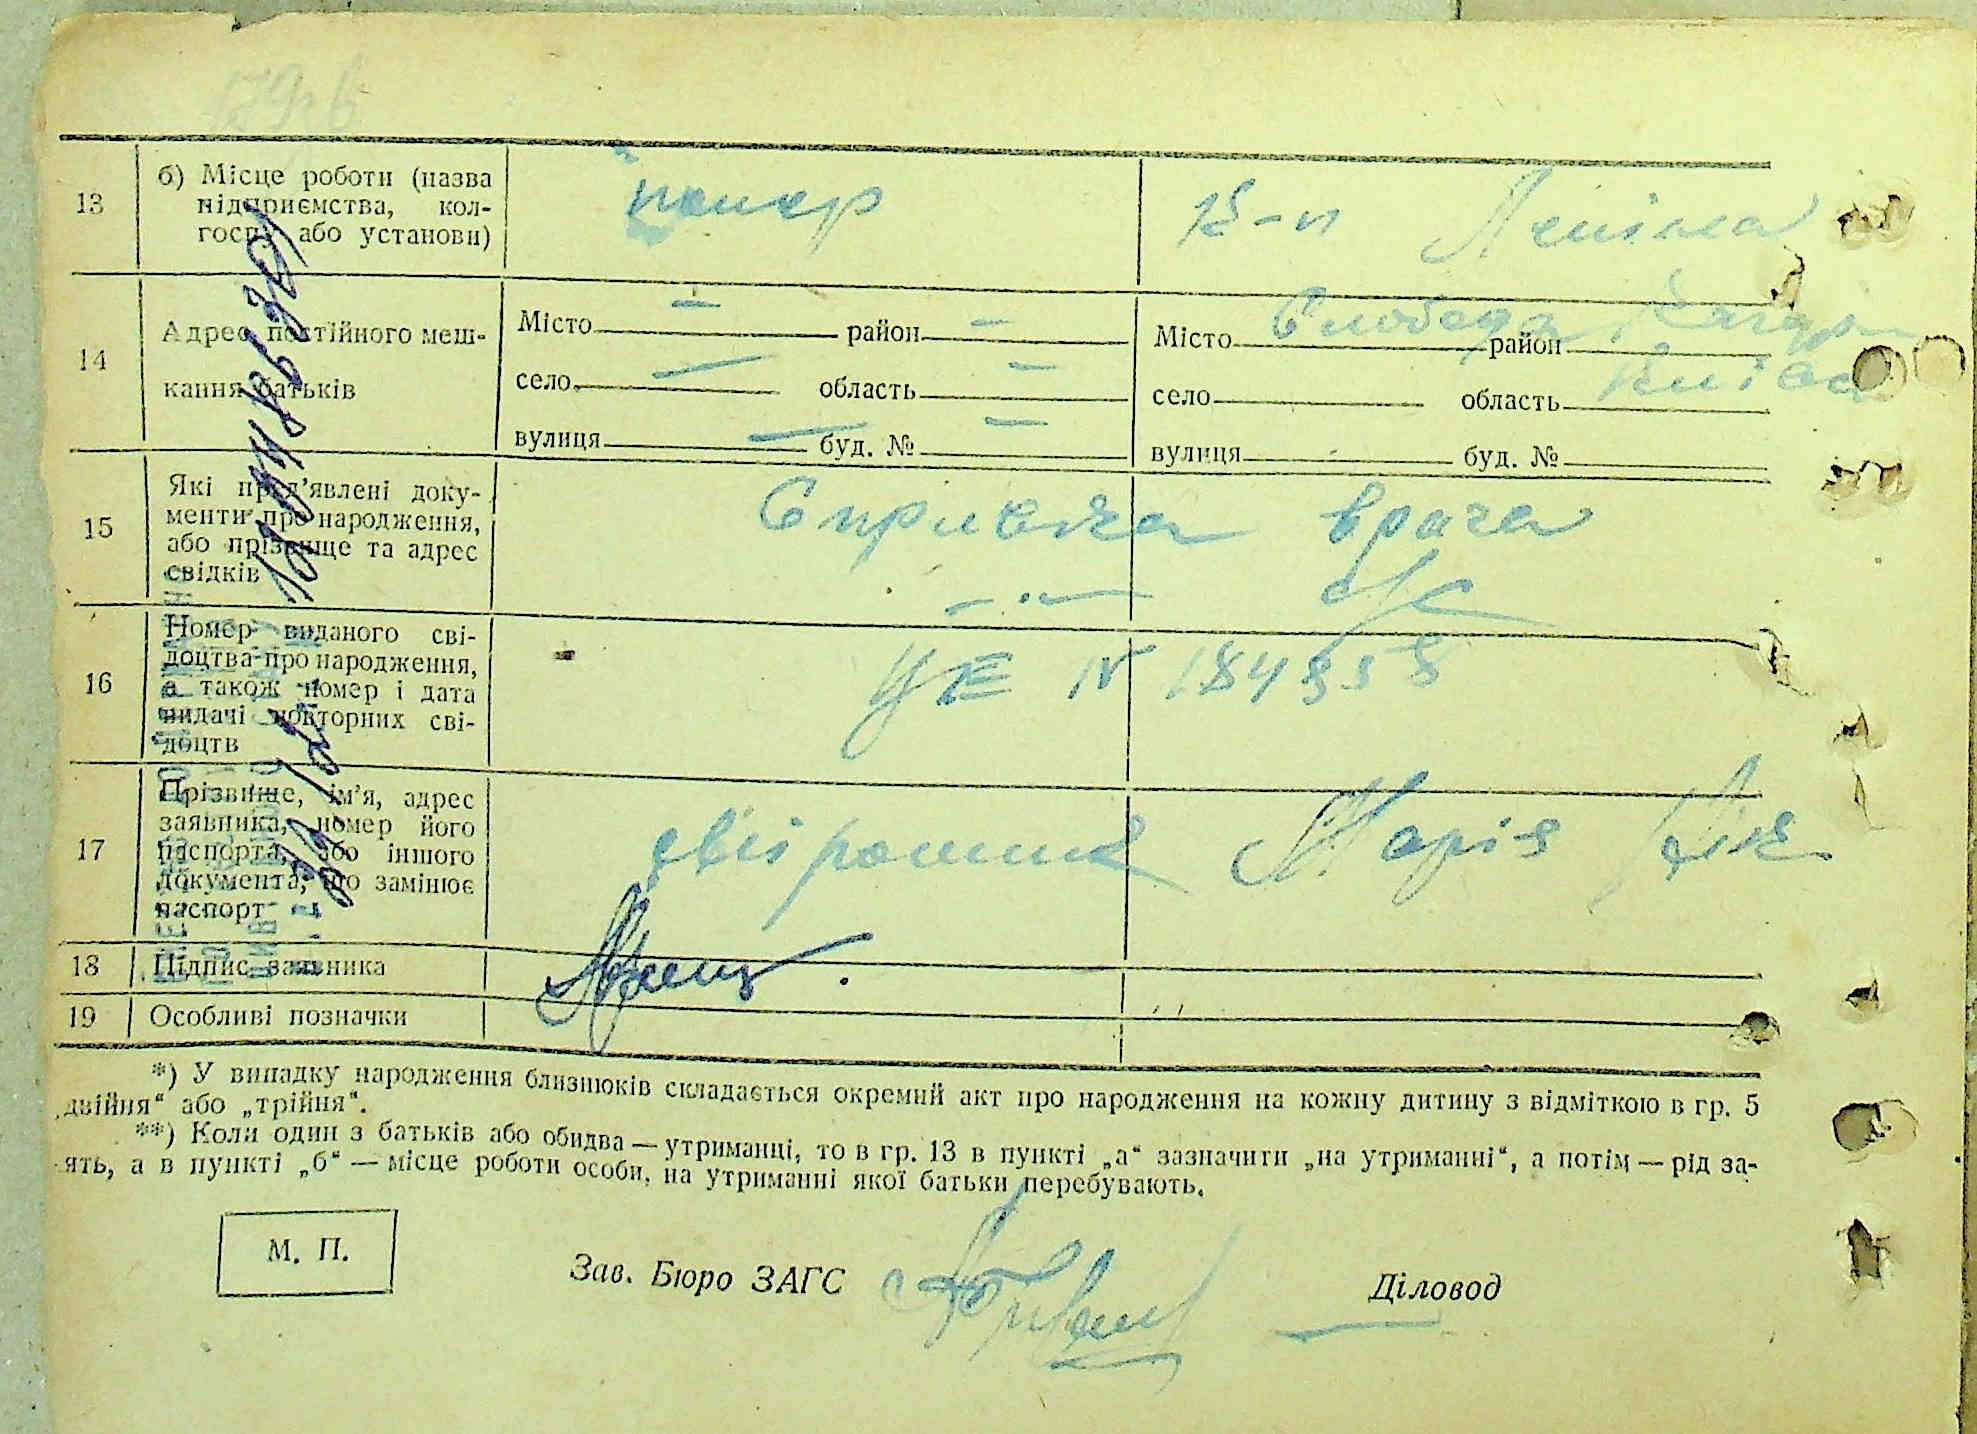 13
б) Місце роботи (назва
підприємства, кол-
госпу або установи)
помер
к-п Леніна
14
Адрес постійного меш-
кання батьків
Місто — район —
село — область —
вулиця — буд. № —
Місто Слобода район Кагарл
село область Київс
вулиця буд. №
15
Які пред'явлені доку-
менти про народження,
або прізвище та адрес
свідків
Справка врача
16
Номер виданого сві-
доцтва про народження,
а також номер і дата
видачі повторних сві-
доцтв
17
Прізвище, ім'я, адрес
заявника, номер його
паспорта, або іншого
документа, що замінює
паспорт
Марія
18
Підпис заявника
19
Особливі позначки
*) У випадку народження близнюків складається окремий акт про народження на кожну дитину з відміткою в гр. 5
„двійня“ або „трійня“.
**) Коли один з батьків або обидва — утриманці, то в гр. 13 в пункті „а“ зазначити „на утриманні“, а потім — рід за-
ять, а в пункті „б“ — місце роботи особи, на утриманні якої батьки перебувають.
М. П.
Зав. Бюро ЗАГС
Діловод